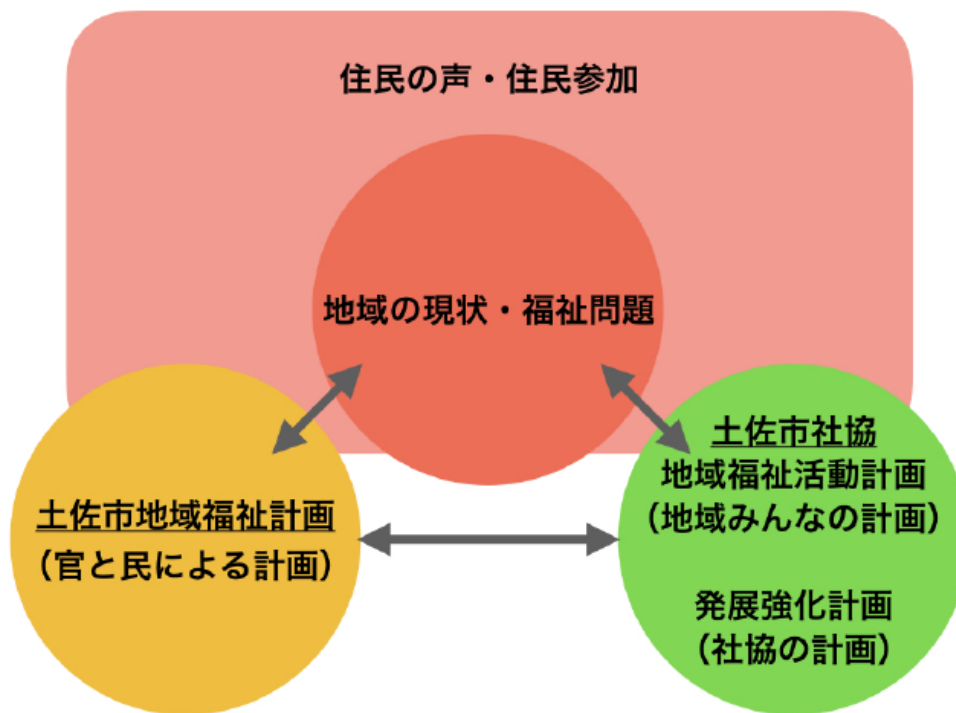 住民の声・住民参加
地域の現状・福祉問題
土佐市地域福祉計画
（官と民による計画）
土佐市社協
地域福祉活動計画
（地域みんなの計画）
発展強化計画
（社協の計画）